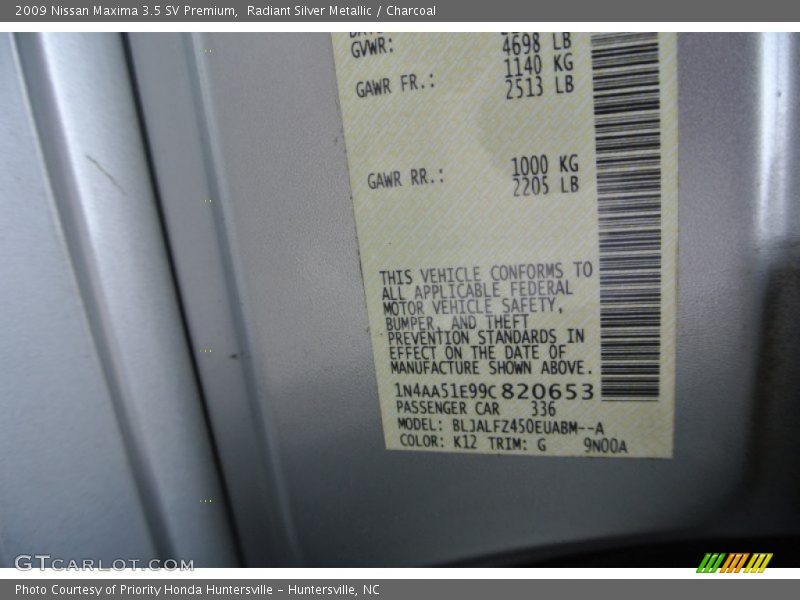 2009 Nissan Maxima 3.5 SV Premium,  Radiant Silver Metallic / Charcoal
GVWR: 4698 LB
1140 KG
GAWR FR.: 2513 LB
1000 KG
GAWR RR.: 2205 LB
THIS VEHICLE CONFORMS TO
ALL APPLICABLE FEDERAL
MOTOR VEHICLE SAFETY,
BUMPER, AND THEFT
PREVENTION STANDARDS IN
EFFECT ON THE DATE OF
MANUFACTURE SHOWN ABOVE.
1N4AA51E99C820653
PASSENGER CAR 336
MODEL: BLJALFZ450EUABM--A
COLOR: K12 TRIM: G 9N00A
GTCARLOT.COM
Photo Courtesy of Priority Honda Huntersville - Huntersville, NC